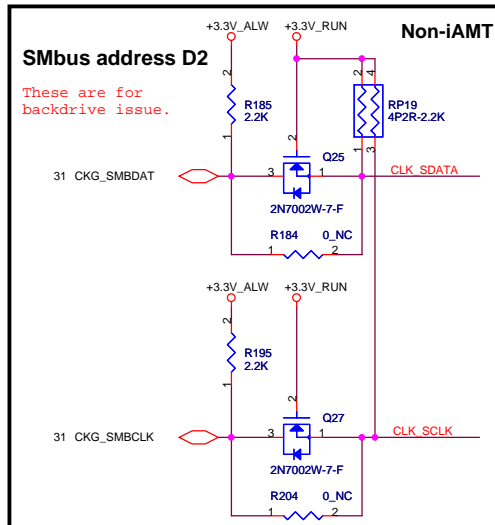 +3.3V_ALW +3.3V_RUN Non-iAMT
SMbus address D2
These are for
backdrive issue.
2 2 4
R185
2.2K
RP19
4P2R-2.2K
1 2 1 3
Q25
31 CKG_SMBDAT 3 1 CLK_SDATA
2N7002W-7-F
R184 0_NC
1 2
+3.3V_ALW +3.3V_RUN
2
R195
2.2K
1 2
Q27
31 CKG_SMBCLK 3 1 CLK_SCLK
2N7002W-7-F
R204 0_NC
1 2